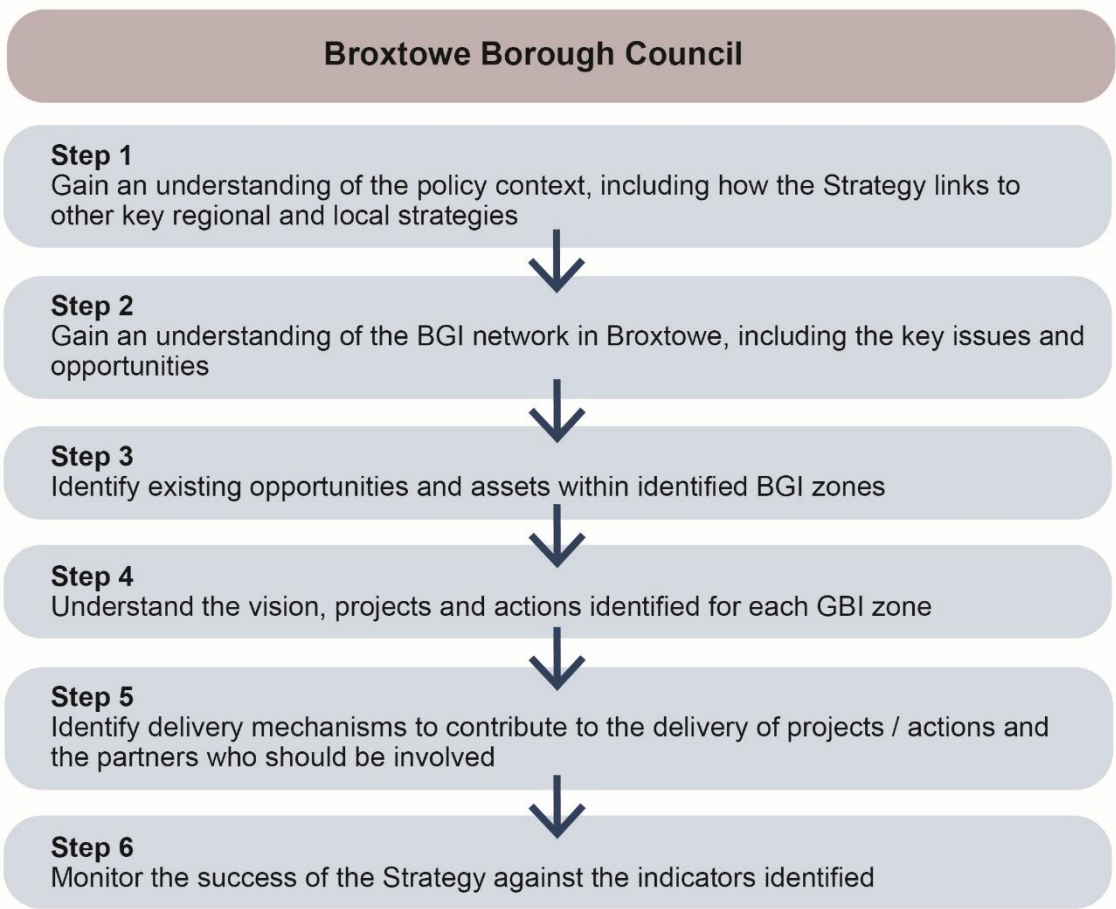 Broxtowe Borough Council
Step 1
Gain an understanding of the policy context, including how the Strategy links to
other key regional and local strategies
Step 2
Gain an understanding of the BGI network in Broxtowe, including the key issues and
opportunities
Step 3
Identify existing opportunities and assets within identified BGI zones
Step 4
Understand the vision, projects and actions identified for each GBI zone
Step 5
Identify delivery mechanisms to contribute to the delivery of projects / actions and
the partners who should be involved
Step 6
Monitor the success of the Strategy against the indicators identified